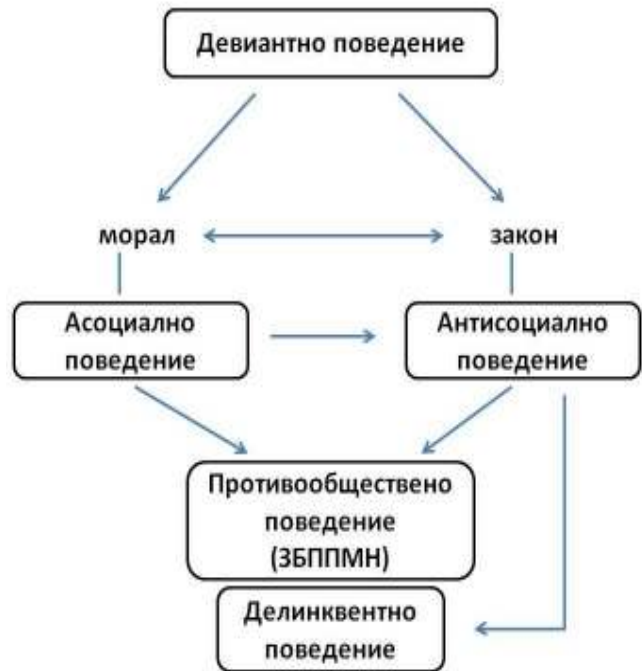 Девиантно поведение
морал
закон
Асоциално
поведение
Антисоциално
поведение
Противообществено
поведение
(ЗБППМН)
Делинквентно
поведение